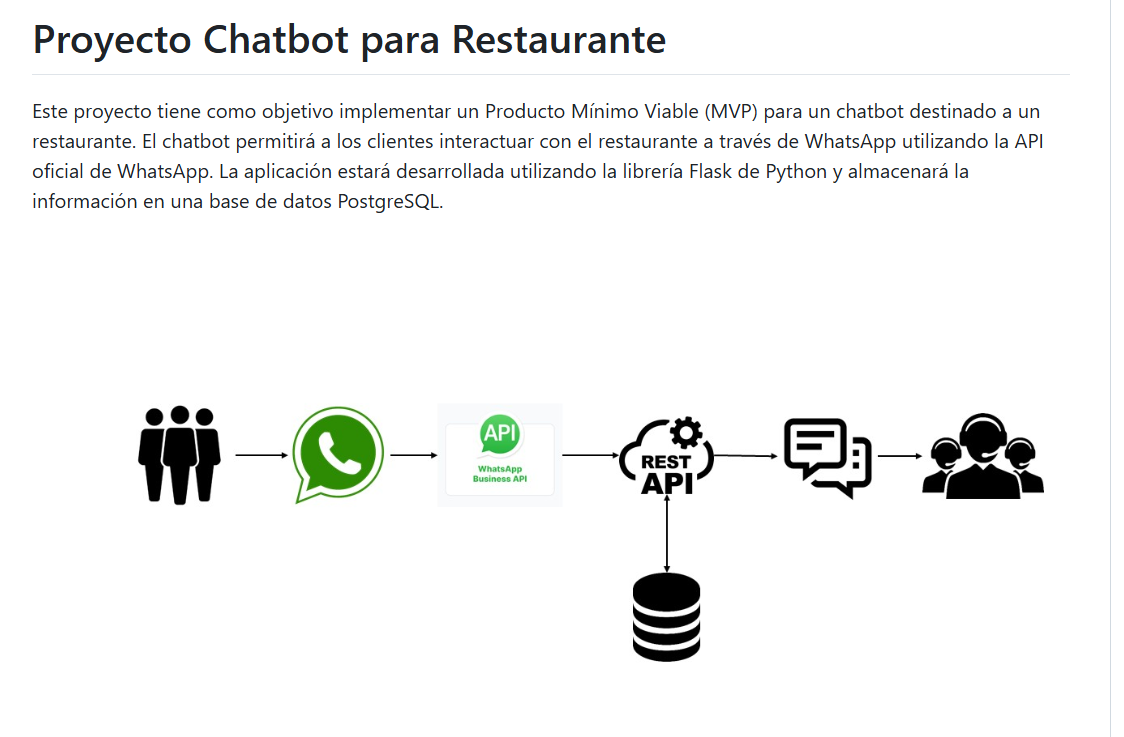 Proyecto Chatbot para Restaurante
Este proyecto tiene como objetivo implementar un Producto Mínimo Viable (MVP) para un chatbot destinado a un
restaurante. El chatbot permitirá a los clientes interactuar con el restaurante a través de WhatsApp utilizando la API
oficial de WhatsApp. La aplicación estará desarrollada utilizando la librería Flask de Python y almacenará la
información en una base de datos PostgreSQL.
API
WhatsApp
Business API
REST
API